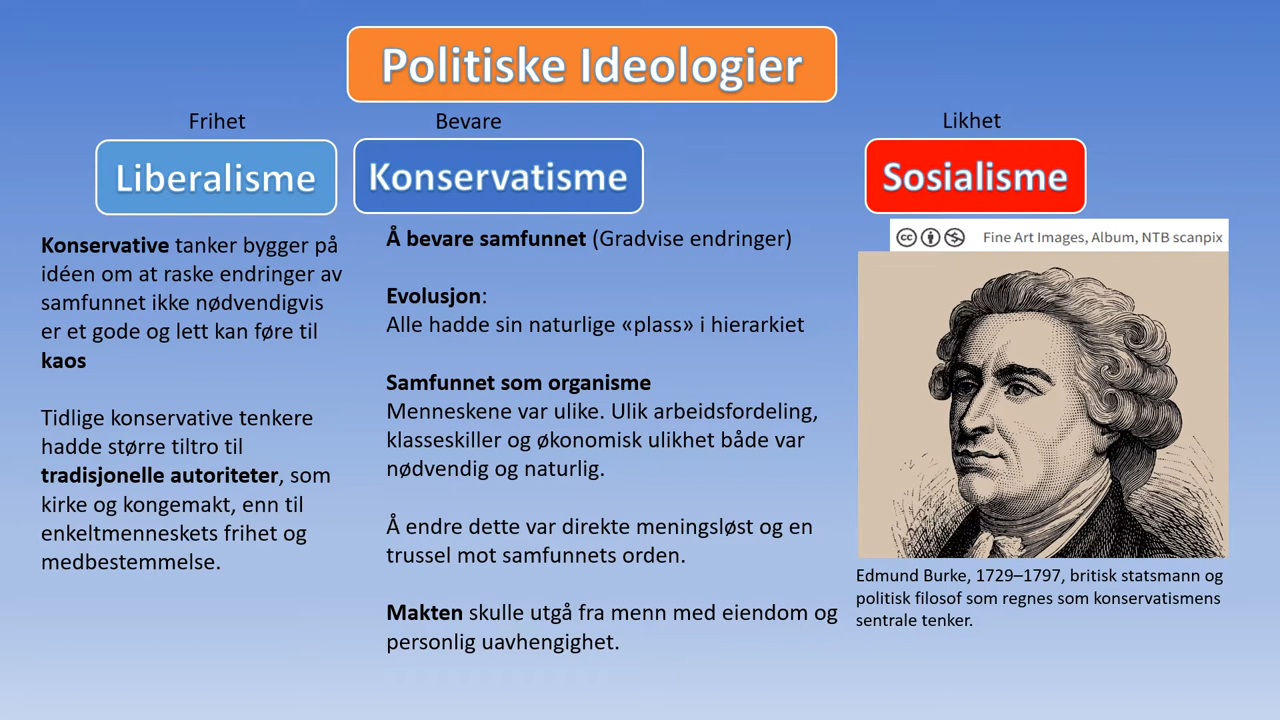 Politiske Ideologier
Frihet
Bevare
Likhet
Liberalisme
Konservatisme
Sosialisme
Konservative tanker bygger på
idéen om at raske endringer av
samfunnet ikke nødvendigvis
er et gode og lett kan føre til
kaos
Tidlige konservative tenkere
hadde større tiltro til
tradisjonelle autoriteter, som
kirke og kongemakt, enn til
enkeltmenneskets frihet og
medbestemmelse.
Å bevare samfunnet (Gradvise endringer)
Evolusjon:
Alle hadde sin naturlige «plass» i hierarkiet
Samfunnet som organisme
Menneskene var ulike. Ulik arbeidsfordeling,
klasseskiller og økonomisk ulikhet både var
nødvendig og naturlig.
Å endre dette var direkte meningsløst og en
trussel mot samfunnets orden.
Makten skulle utgå fra menn med eiendom og
personlig uavhengighet.
cc Fine Art Images, Album, NTB scanpix
Edmund Burke, 1729–1797, britisk statsmann og
politisk filosof som regnes som konservatismens
sentrale tenker.